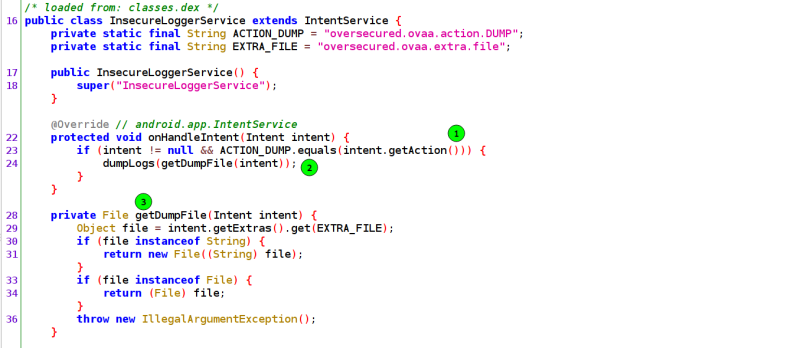 /* loaded from: classes.dex */
16 public class InsecureLoggerService extends IntentService {
    private static final String ACTION_DUMP = "oversecured.ovaa.action.DUMP";
    private static final String EXTRA_FILE = "oversecured.ovaa.extra.file";
17     public InsecureLoggerService() {
18         super("InsecureLoggerService");
    }
    @Override // android.app.IntentService
1
22     protected void onHandleIntent(Intent intent) {
23         if (intent != null && ACTION_DUMP.equals(intent.getAction())) {
24             dumpLogs(getDumpFile(intent)); 2
        }
    }
3
28     private File getDumpFile(Intent intent) {
29         Object file = intent.getExtras().get(EXTRA_FILE);
30         if (file instanceof String) {
31             return new File((String) file);
        }
33         if (file instanceof File) {
34             return (File) file;
        }
36         throw new IllegalArgumentException();
    }